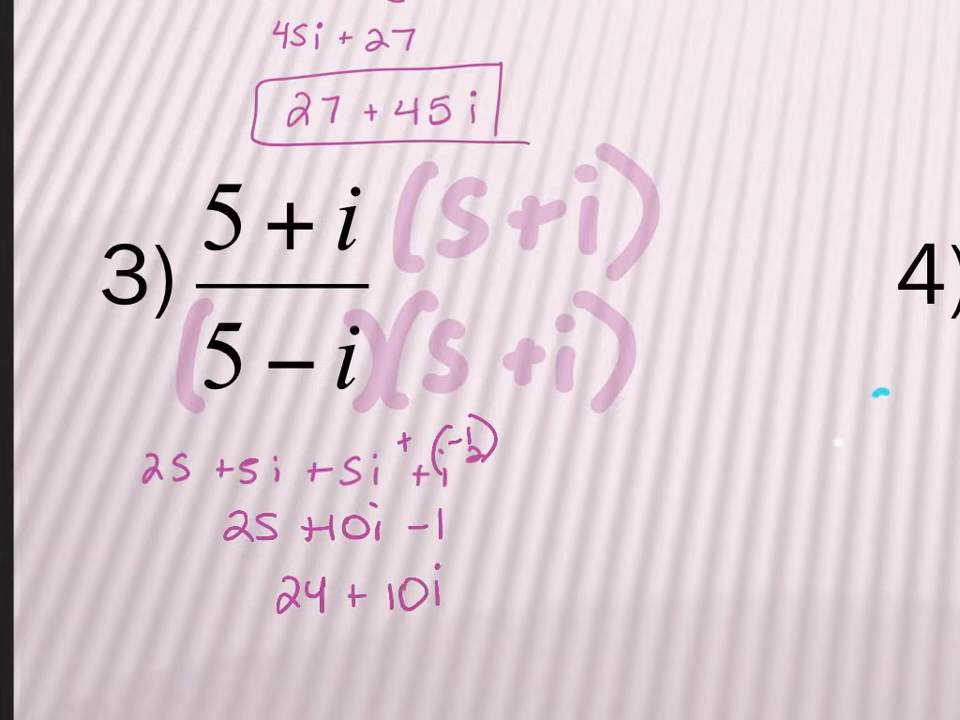 45i + 27
27 + 45i
3) 5 + i (5+i)
(5 − i)(5 +i)
4)
25 +5i +5i + +i² (-1)
25 +10i -1
24 + 10i